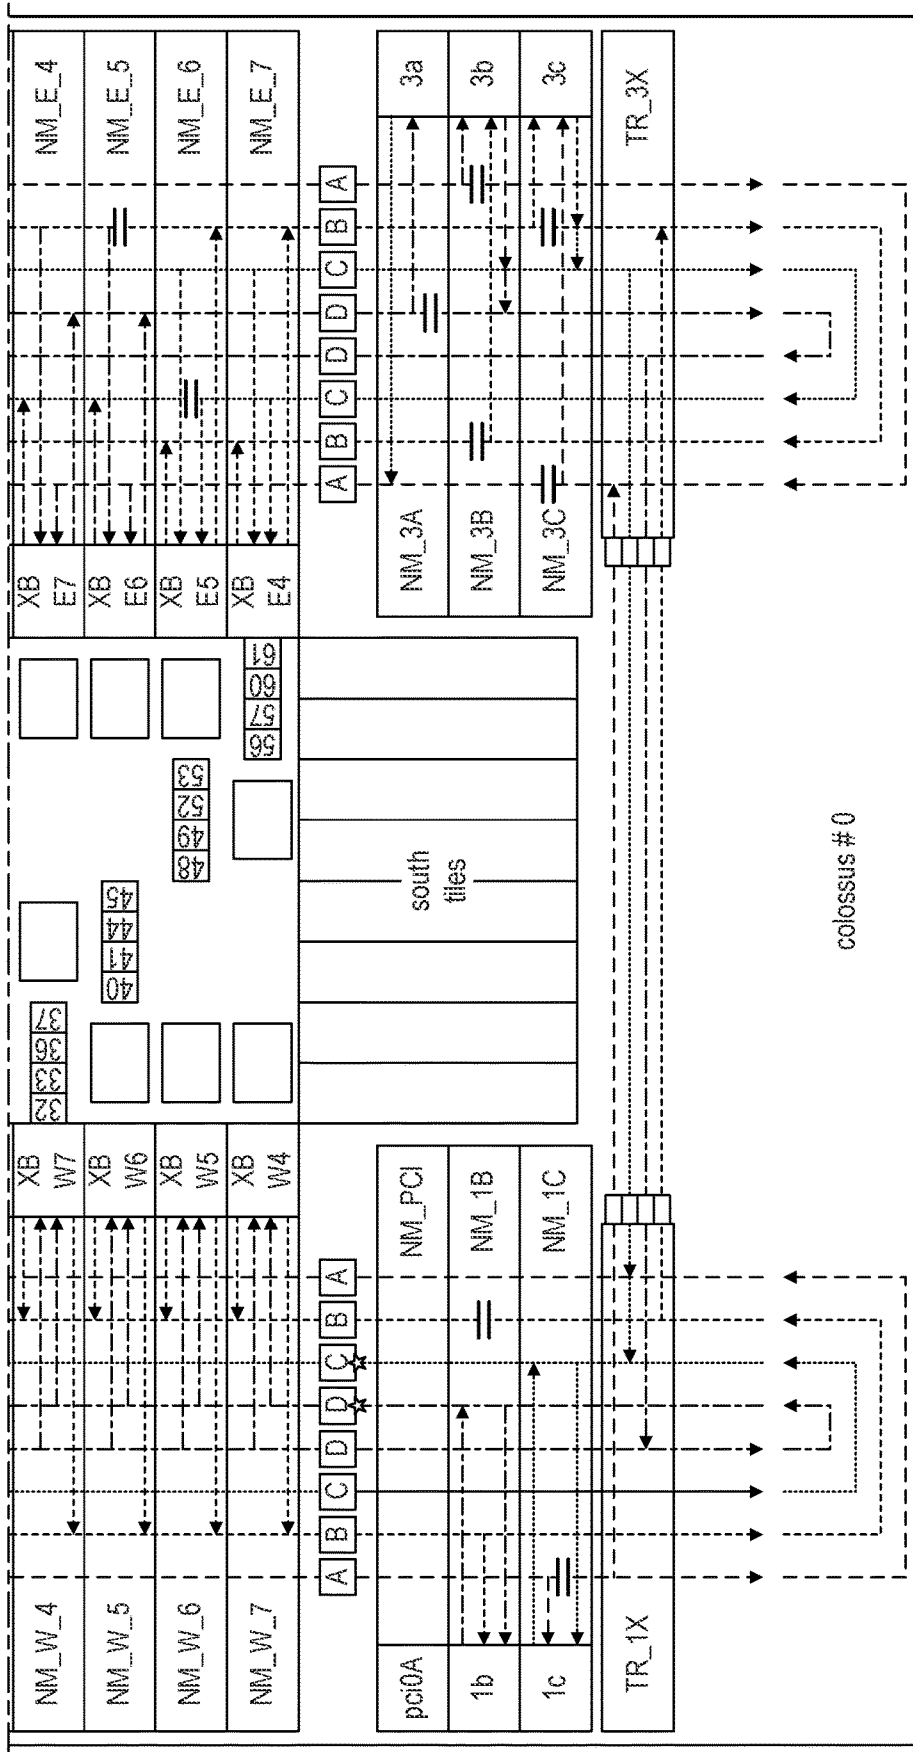 NM_E_4
NM_E_5
NM_E_6
NM_E_7
3a
3b
3c
TR_3X
A
B
C
D
D
C
B
A
XB
E7
XB
E6
XB
E5
XB
E4
NM_3A
NM_3B
NM_3C
61
60
57
56
53
52
49
48
45
44
41
40
37
36
33
32
south
tiles
colossus # 0
XB
W7
XB
W6
XB
W5
XB
W4
NM_PCI
NM_1B
NM_1C
A
B
C
D
D
C
B
A
NM_W_4
NM_W_5
NM_W_6
NM_W_7
pci0A
1b
1c
TR_1X